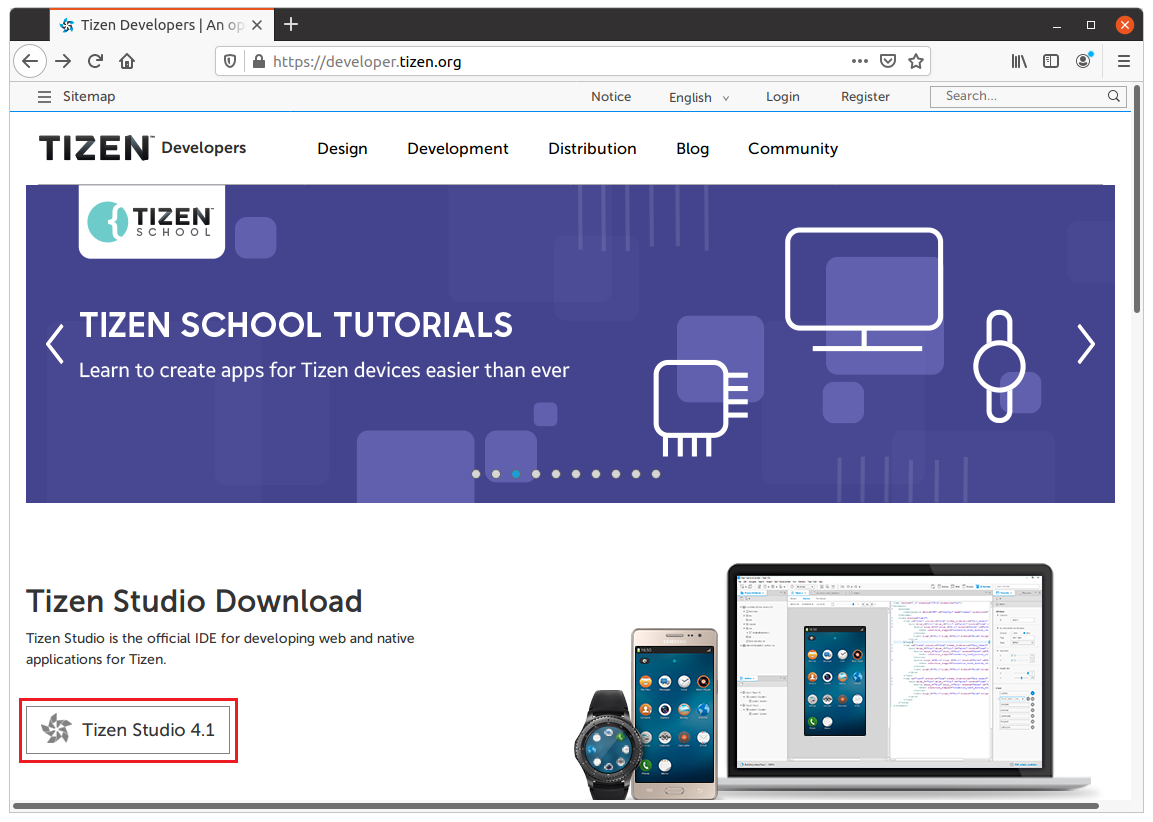 Tizen Developers | An op
https://developer.tizen.org
Sitemap
Notice
English
Login
Register
Search...
TIZEN™ Developers
Design
Development
Distribution
Blog
Community
TIZEN™
SCHOOL
TIZEN SCHOOL TUTORIALS
Learn to create apps for Tizen devices easier than ever
Tizen Studio Download
Tizen Studio is the official IDE for developing web and native
applications for Tizen.
Tizen Studio 4.1